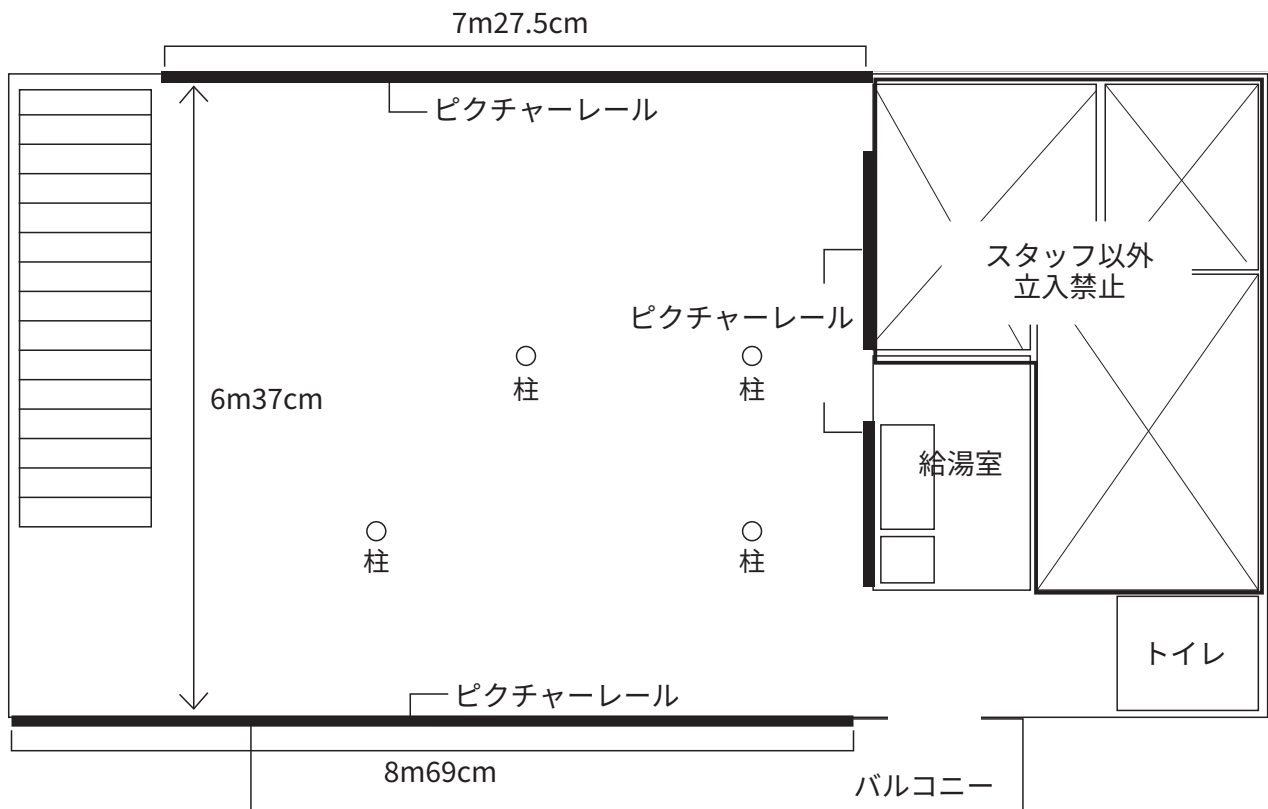 7m27.5cm
ピクチャーレール
スタッフ以外
立入禁止
ピクチャーレール
柱
柱
6m37cm
給湯室
柱
柱
トイレ
ピクチャーレール
8m69cm
バルコニー